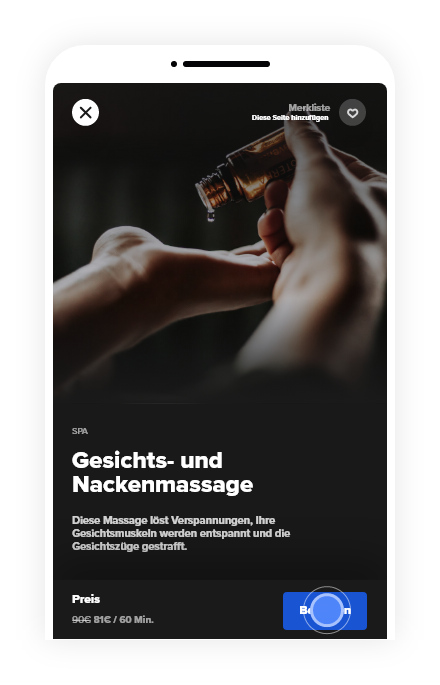 Merkliste
Diese Seite hinzufügen
SPA
Gesichts- und
Nackenmassage
Diese Massage löst Verspannungen, Ihre
Gesichtsmuskeln werden entspannt und die
Gesichtszüge gestrafft.
Preis
90€ 81€ / 60 Min.